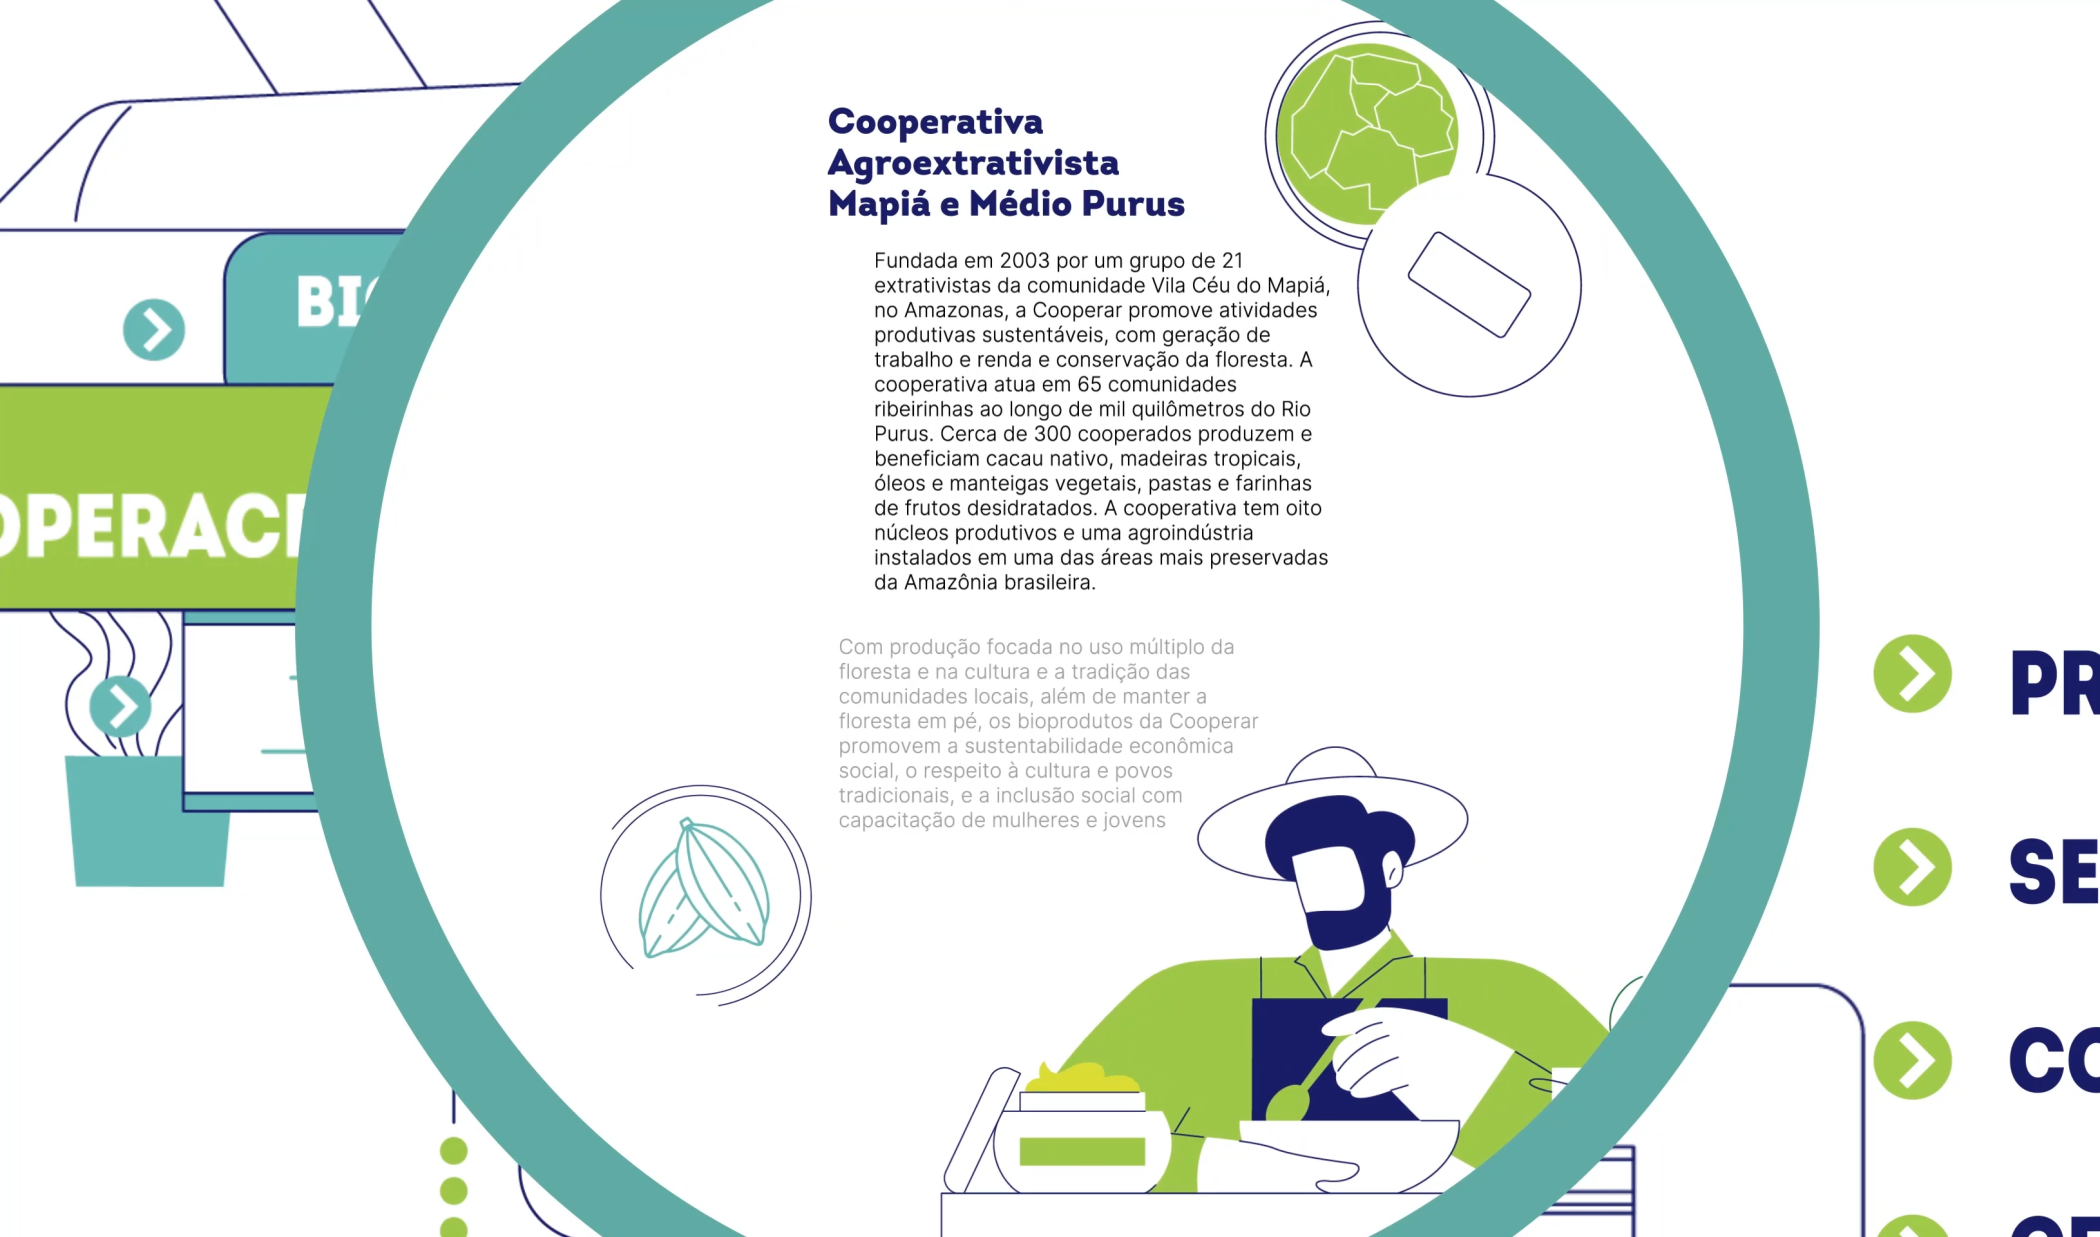 Cooperativa
Agroextrativista
Mapiá e Médio Purus
Fundada em 2003 por um grupo de 21
extrativistas da comunidade Vila Céu do Mapiá,
no Amazonas, a Cooperar promove atividades
produtivas sustentáveis, com geração de
trabalho e renda e conservação da floresta. A
cooperativa atua em 65 comunidades
ribeirinhas ao longo de mil quilômetros do Rio
Purus. Cerca de 300 cooperados produzem e
beneficiam cacau nativo, madeiras tropicais,
óleos e manteigas vegetais, pastas e farinhas
de frutos desidratados. A cooperativa tem oito
núcleos produtivos e uma agroindústria
instalados em uma das áreas mais preservadas
da Amazônia brasileira.
Com produção focada no uso múltiplo da
floresta e na cultura e a tradição das
comunidades locais, além de manter a
floresta em pé, os bioprodutos da Cooperar
promovem a sustentabilidade econômica
social, o respeito à cultura e povos
tradicionais, e a inclusão social com
capacitação de mulheres e jovens
PR
SE